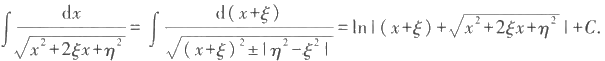 ∫ dx / √(x²+2ξx+η²) = ∫ d(x+ξ) / √((x+ξ)²±|η²−ξ²|) = ln|(x+ξ)+√(x²+2ξx+η²)|+C.